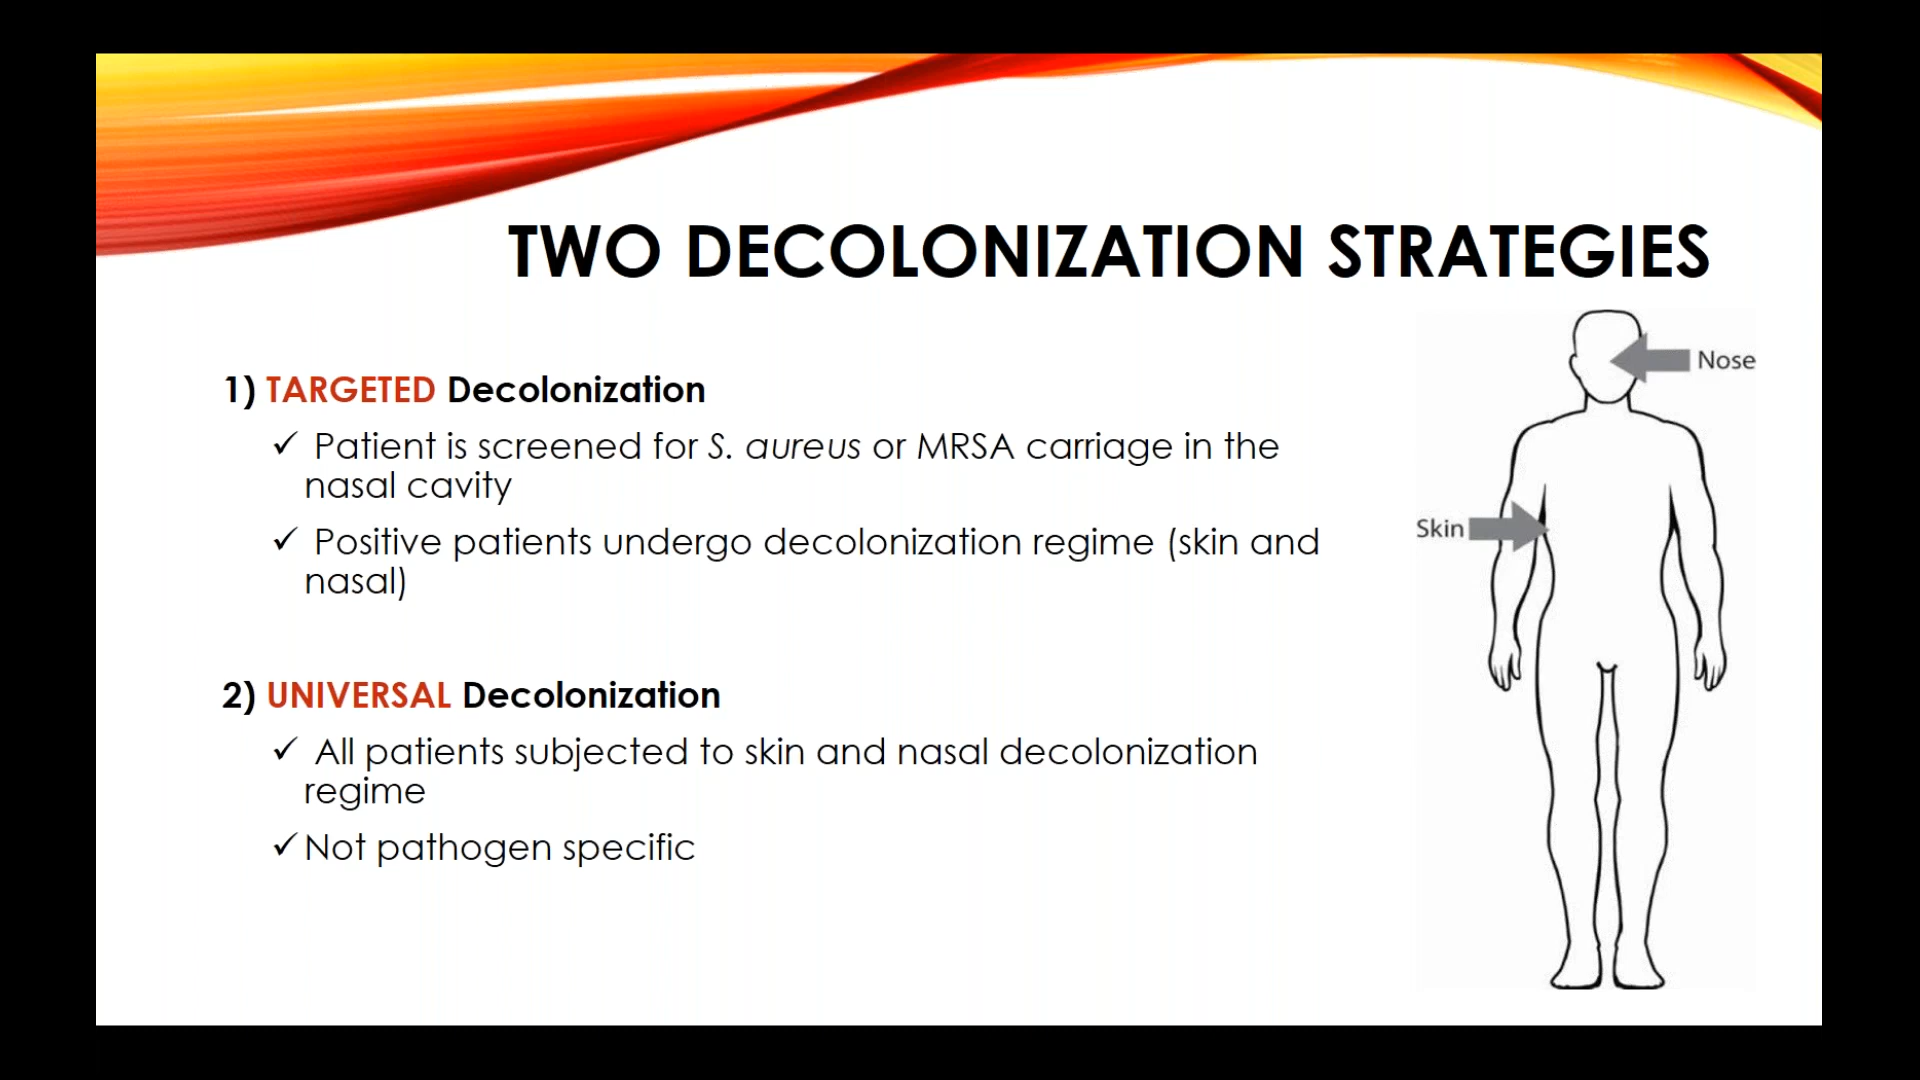 TWO DECOLONIZATION STRATEGIES
1) TARGETED Decolonization
✓ Patient is screened for S. aureus or MRSA carriage in the
nasal cavity
✓ Positive patients undergo decolonization regime (skin and
nasal)
2) UNIVERSAL Decolonization
✓ All patients subjected to skin and nasal decolonization
regime
✓ Not pathogen specific
Nose
Skin